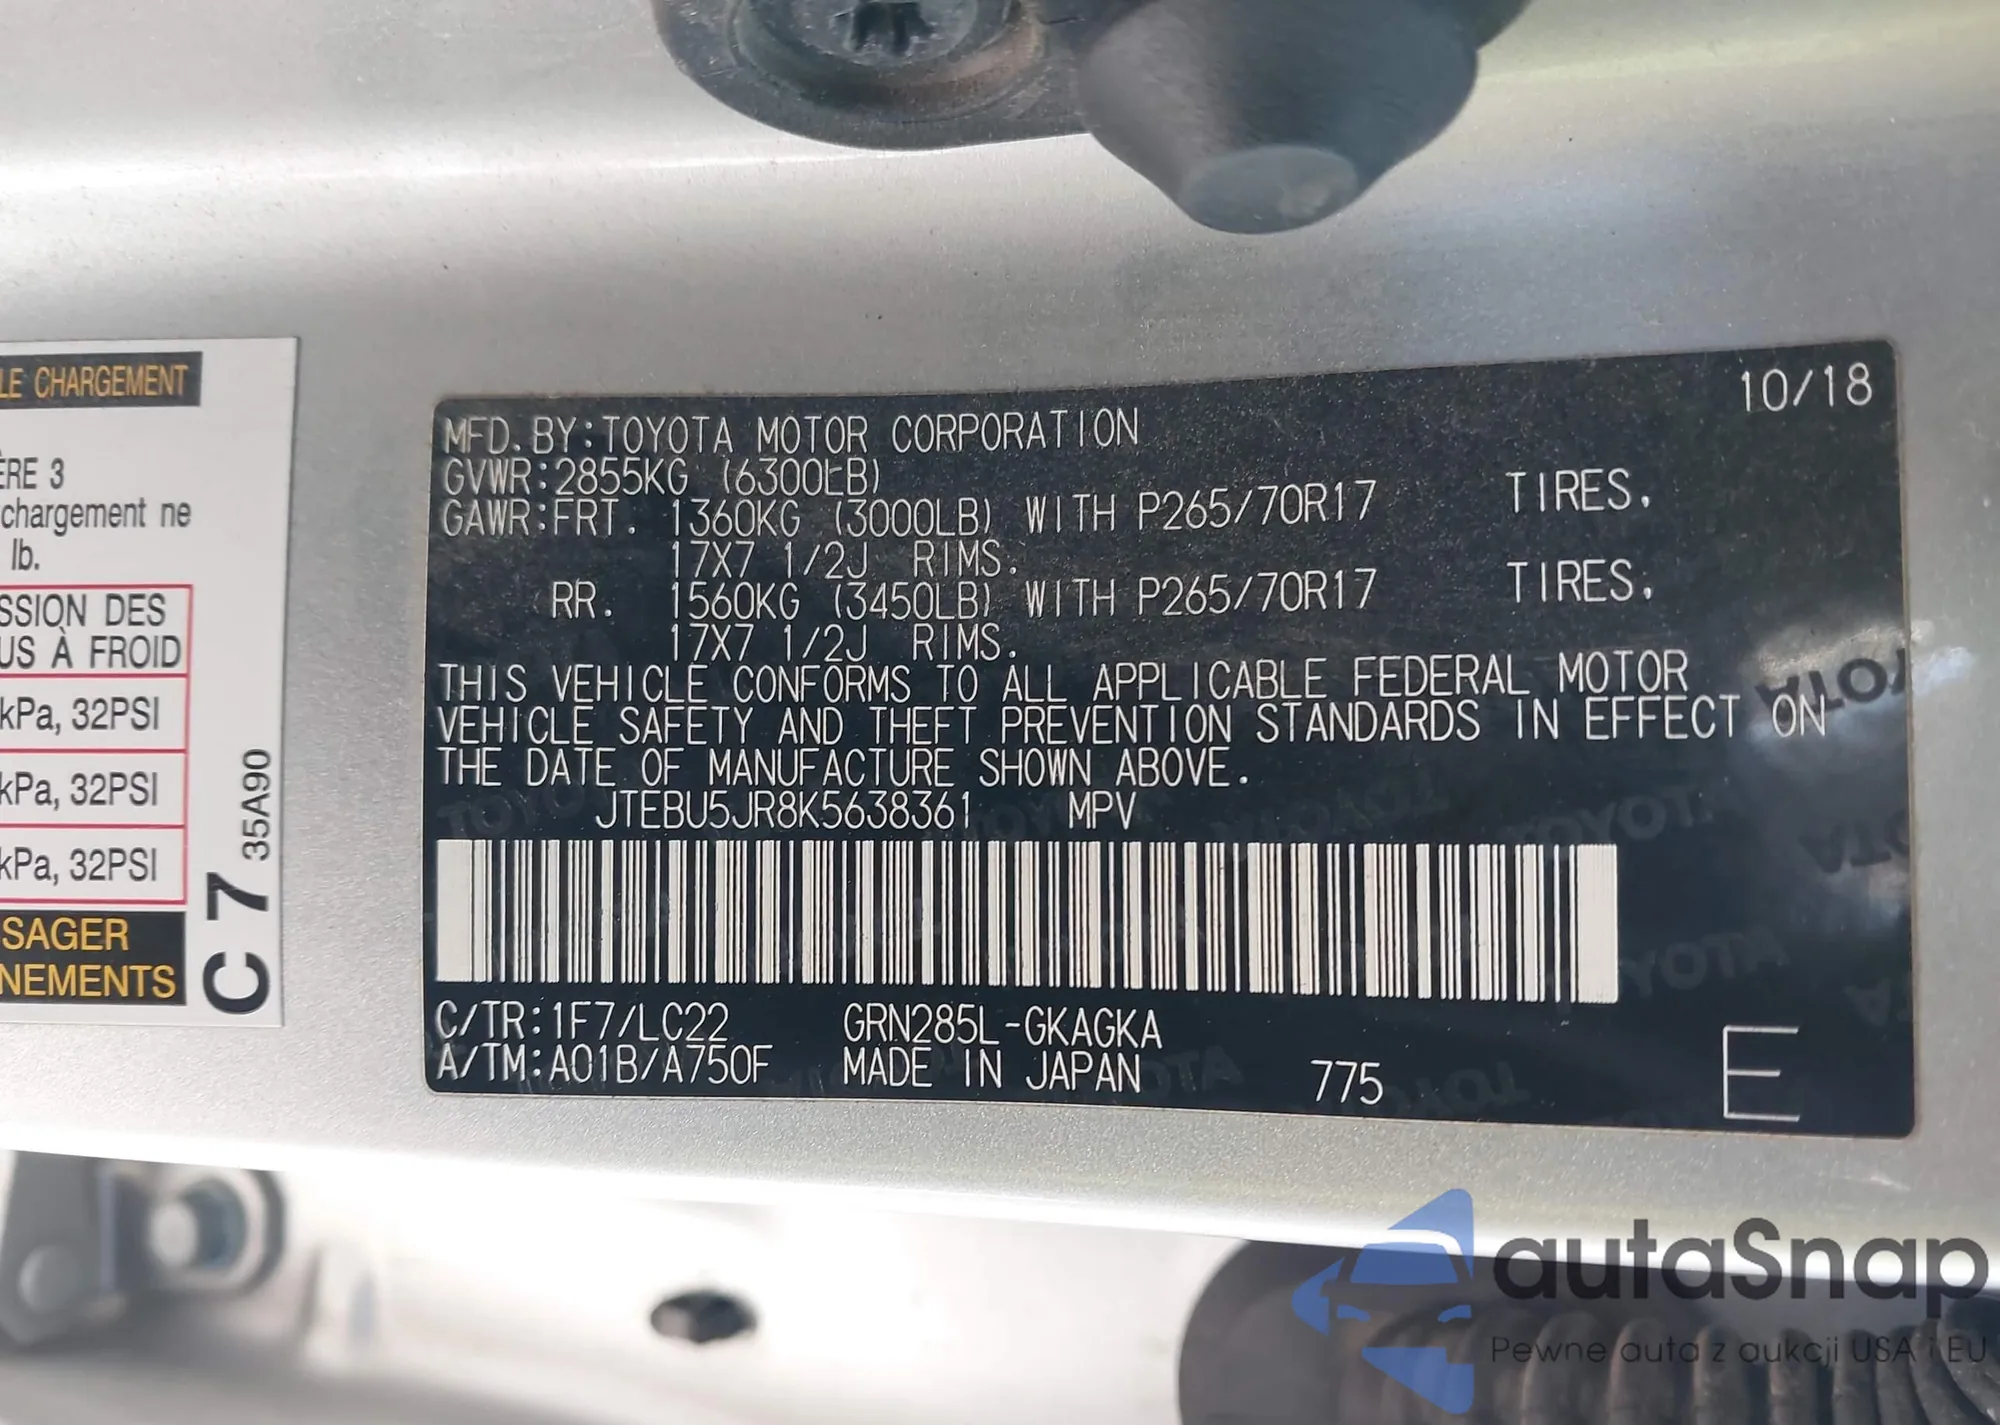 LE CHARGEMENT
ÈRE 3
chargement ne
lb.
SSION DES
US À FROID
kPa, 32PSI
kPa, 32PSI
kPa, 32PSI
SAGER
NEMENTS
C 7 35A90
10/18
MFD.BY:TOYOTA MOTOR CORPORATION
GVWR:2855KG (6300LB)
GAWR:FRT. 1360KG (3000LB) WITH P265/70R17 TIRES.
17X7 1/2J RIMS.
RR. 1560KG (3450LB) WITH P265/70R17 TIRES.
17X7 1/2J RIMS.
THIS VEHICLE CONFORMS TO ALL APPLICABLE FEDERAL MOTOR
VEHICLE SAFETY AND THEFT PREVENTION STANDARDS IN EFFECT ON
THE DATE OF MANUFACTURE SHOWN ABOVE.
JTEBU5JR8K5638361 MPV
C/TR:1F7/LC22 GRN285L-GKAGKA
A/TM:A01B/A750F MADE IN JAPAN 775 E
autaSnap
Pewne auta z aukcji USA i EU